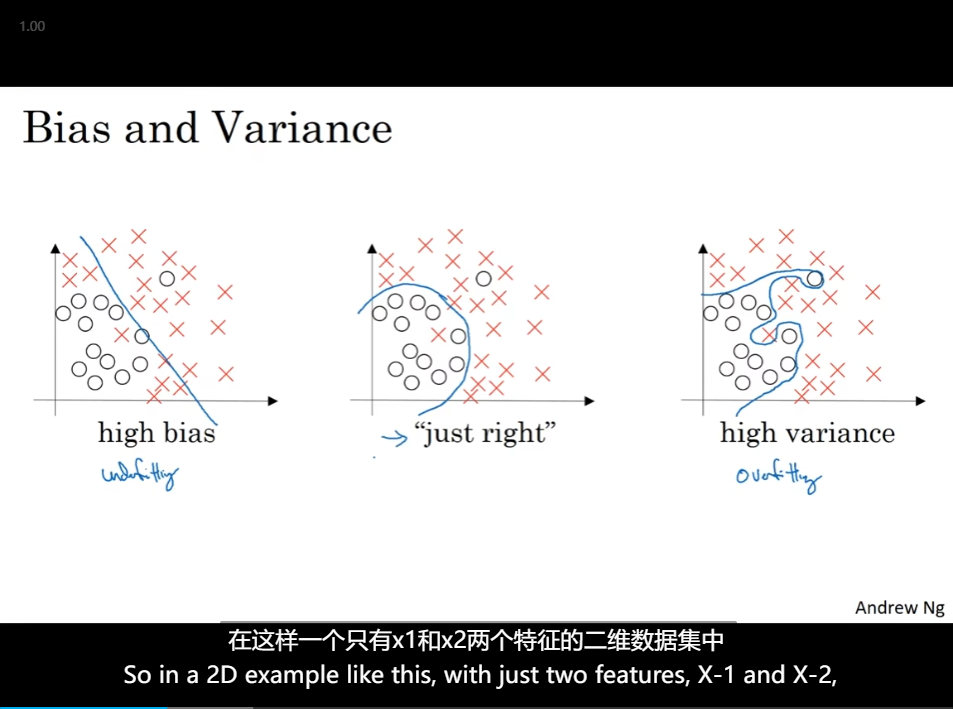 1.00
Bias and Variance
high bias
"just right"
high variance
underfitting
overfitting
Andrew Ng
在这样一个只有x1和x2两个特征的二维数据集中
So in a 2D example like this, with just two features, X-1 and X-2,